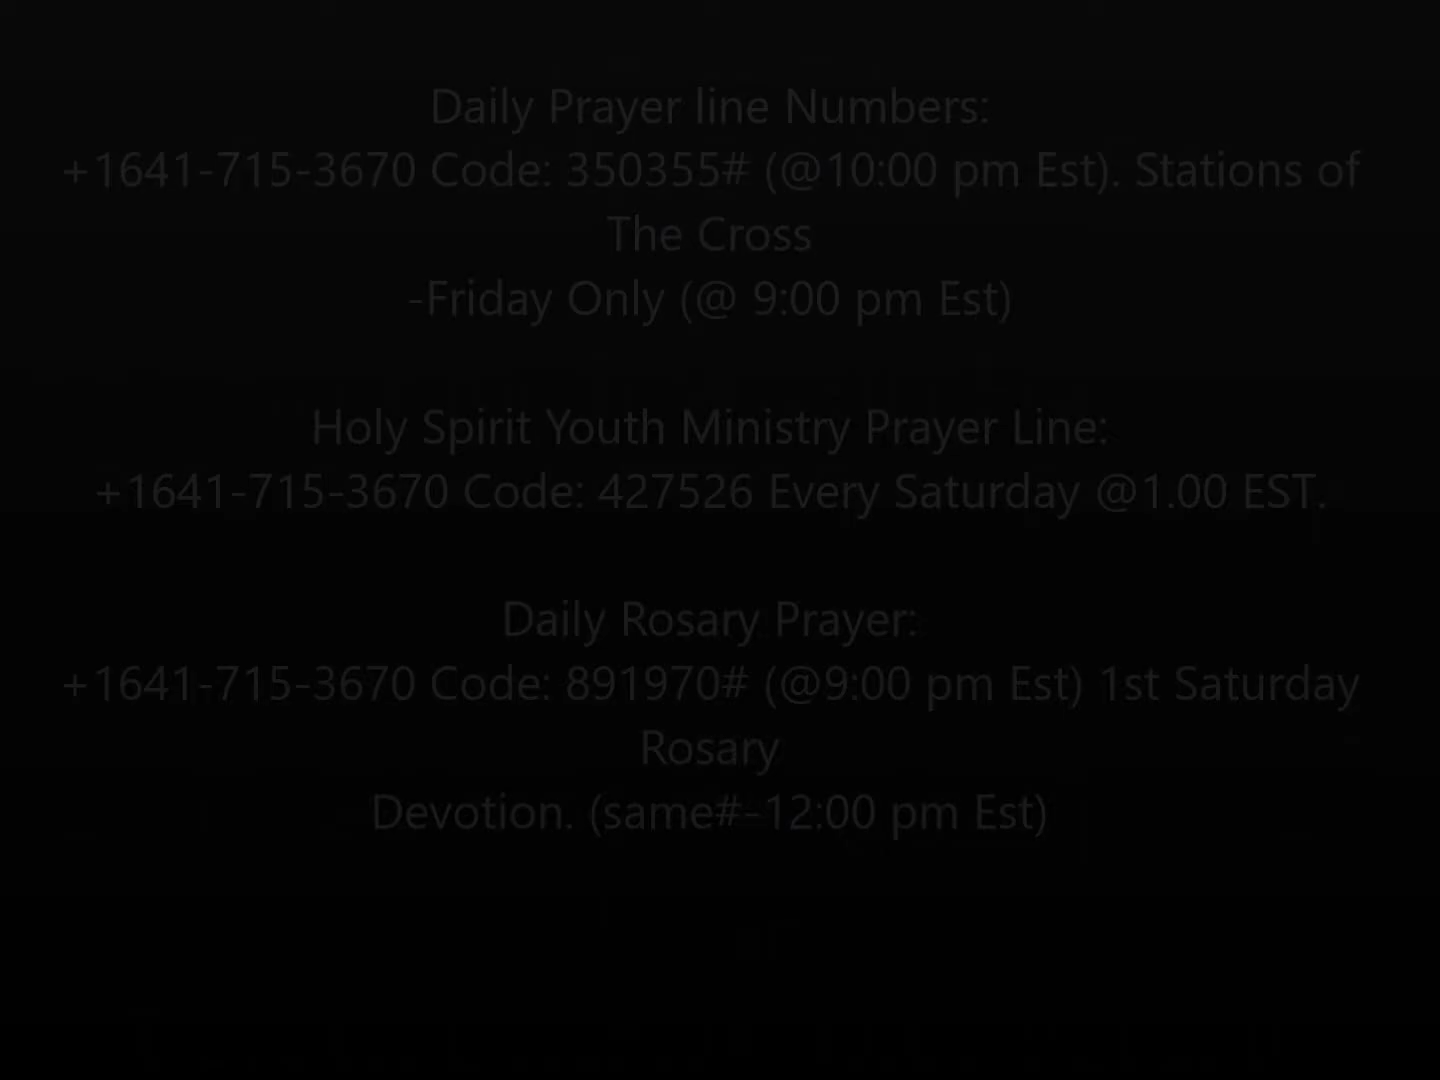 Daily Prayer line Numbers:
+1641-715-3670 Code: 350355# (@10:00 pm Est). Stations of
The Cross
-Friday Only (@ 9:00 pm Est)
Holy Spirit Youth Ministry Prayer Line:
+1641-715-3670 Code: 427526 Every Saturday @1.00 EST.
Daily Rosary Prayer:
+1641-715-3670 Code: 891970# (@9:00 pm Est) 1st Saturday
Rosary
Devotion. (same#-12:00 pm Est)